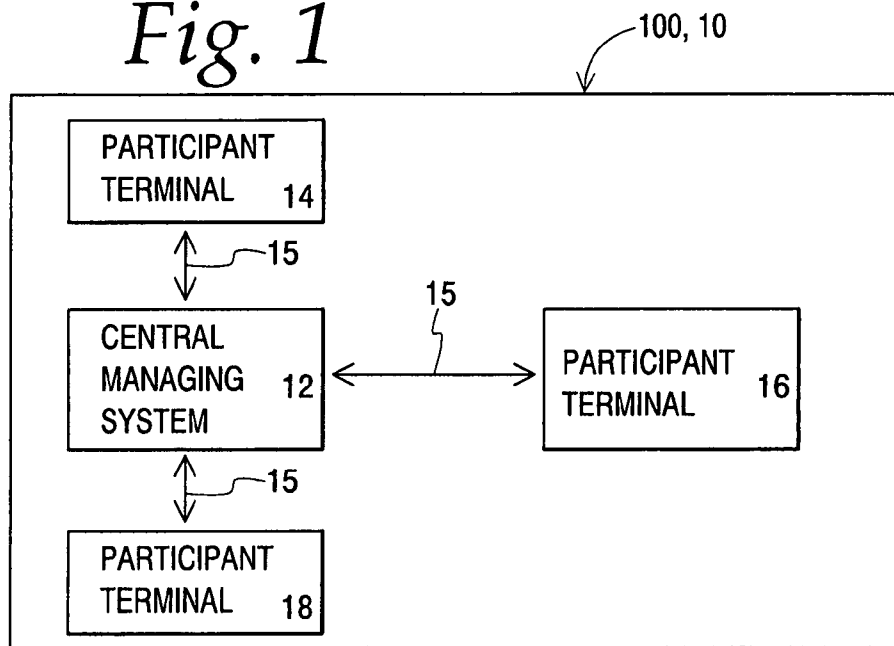 Fig. 1
100, 10
PARTICIPANT
TERMINAL 14
15
CENTRAL
MANAGING
SYSTEM
12
15
PARTICIPANT
TERMINAL
16
15
PARTICIPANT
TERMINAL 18